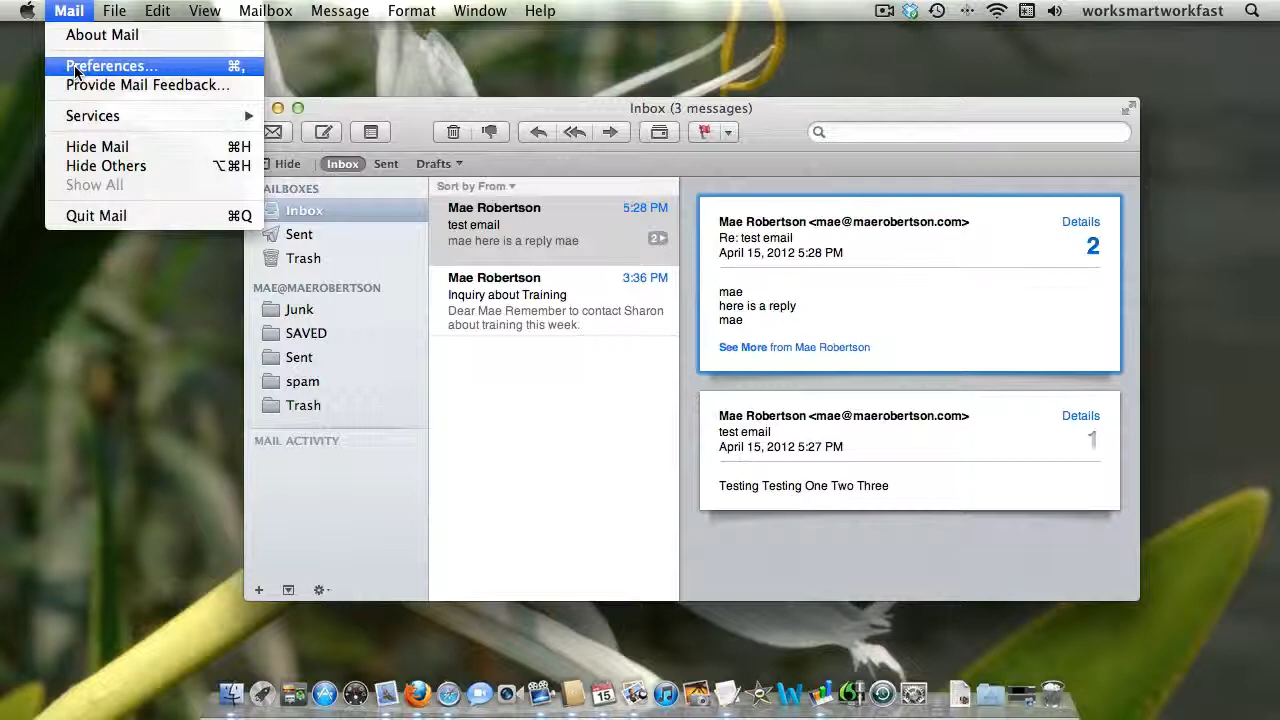 Mail File Edit View Mailbox Message Format Window Help worksmartworkfast
About Mail
Preferences... ⌘,
Provide Mail Feedback...
Services
Hide Mail ⌘H
Hide Others ⌥⌘H
Show All
Quit Mail ⌘Q
Inbox (3 messages)
Hide Inbox Sent Drafts
MAILBOXES
Inbox
Sent
Trash
MAE@MAEROBERTSON
Junk
SAVED
Sent
spam
Trash
MAIL ACTIVITY
Sort by From
Mae Robertson 5:28 PM
test email
mae here is a reply mae 2
Mae Robertson 3:36 PM
Inquiry about Training
Dear Mae Remember to contact Sharon
about training this week.
Mae Robertson <mae@maerobertson.com> Details
Re: test email 2
April 15, 2012 5:28 PM
mae
here is a reply
mae
See More from Mae Robertson
Mae Robertson <mae@maerobertson.com> Details
test email 1
April 15, 2012 5:27 PM
Testing Testing One Two Three
15